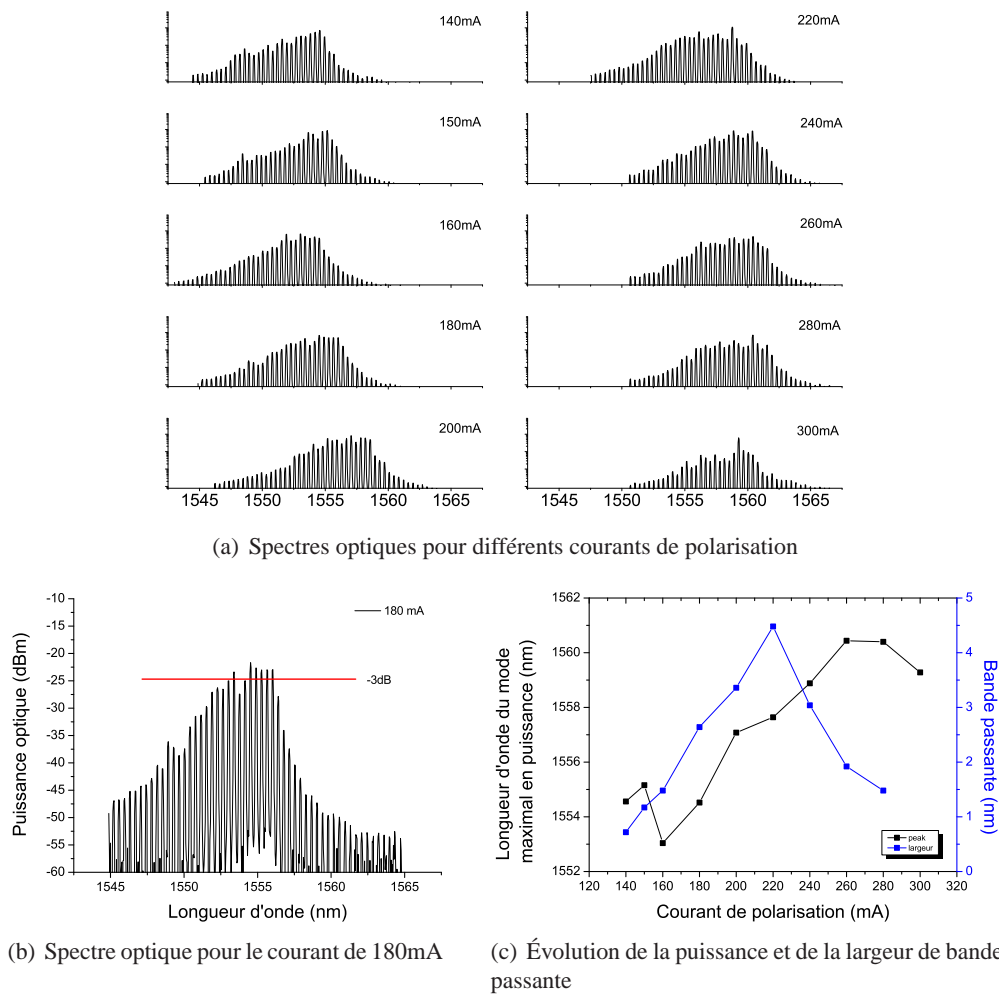 140mA
220mA
150mA
240mA
160mA
260mA
180mA
280mA
200mA
300mA
1545 1550 1555 1560 1565
1545 1550 1555 1560 1565
(a) Spectres optiques pour différents courants de polarisation
-10
-15
-20
-25
-30
-35
-40
-45
-50
-55
-60
Puissance optique (dBm)
180 mA
-3dB
1545 1550 1555 1560 1565
Longueur d'onde (nm)
(b) Spectre optique pour le courant de 180mA
1562
1560
1558
1556
1554
1552
Longueur d'onde du mode
maximal en puissance (nm)
5
4
3
2
1
0
Bande passante (nm)
peak
largeur
120 140 160 180 200 220 240 260 280 300 320
Courant de polarisation (mA)
(c) Évolution de la puissance et de la largeur de bande
passante